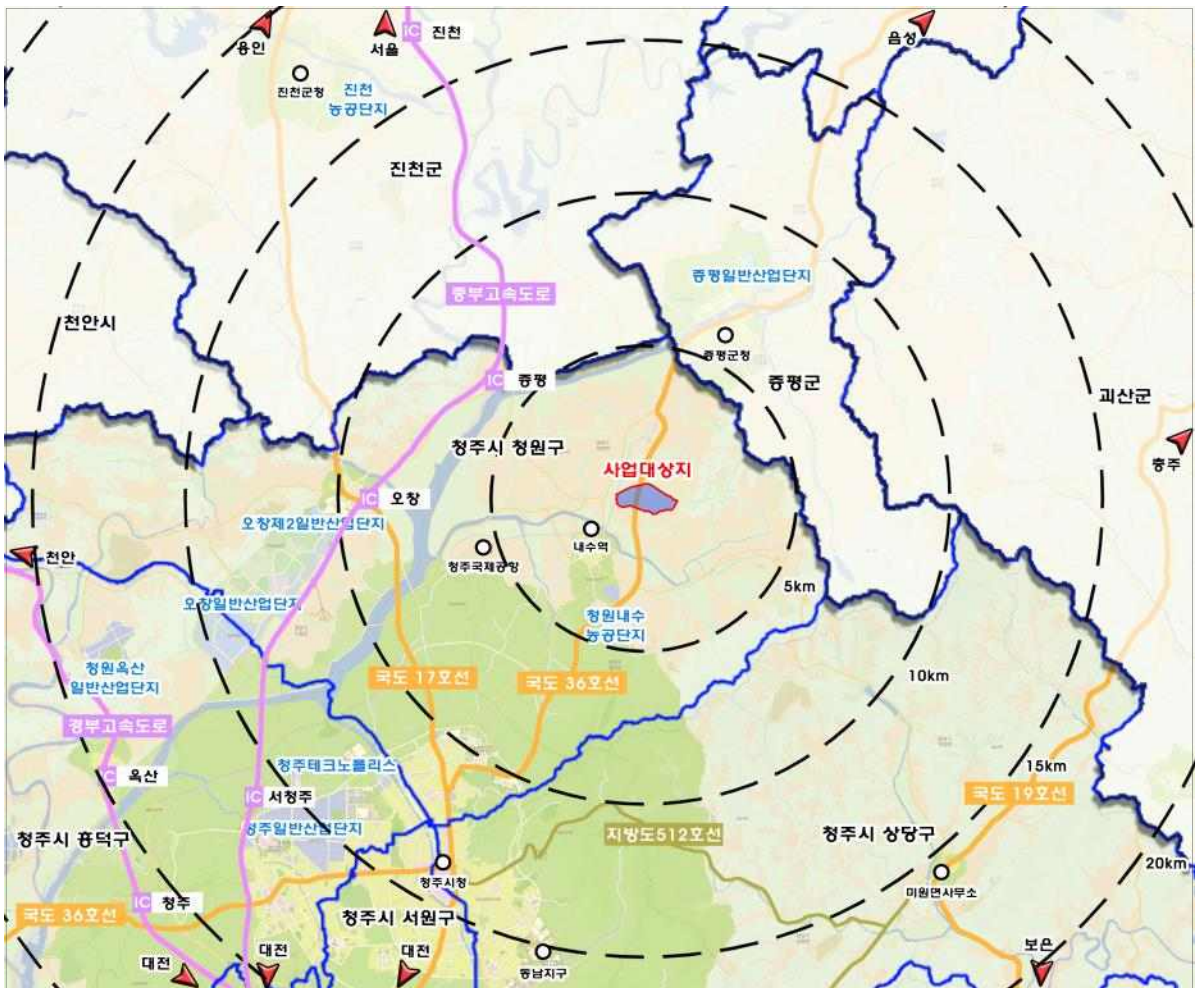 용인
서울
IC 진천
음성
진천군청
진천
농공단지
진천군
증평일반산업단지
중부고속도로
천안시
증평군청
IC 증평
증평군
괴산군
청주시 청원구
충주
사업대상지
IC 오창
오창제2일반산업단지
내수역
청주국제공항
천안
5km
오창일반산업단지
청원내수
농공단지
청원옥산
일반산업단지
국도 17호선
국도 36호선
10km
경부고속도로
청주테크노폴리스
15km
IC 옥산
IC 서청주
국도 19호선
청주일반산업단지
지방도512호선
청주시 상당구
청주시 흥덕구
20km
청주시청
미원면사무소
IC 청주
국도 36호선
청주시 서원구
대전
대전
대전
동남지구
보은